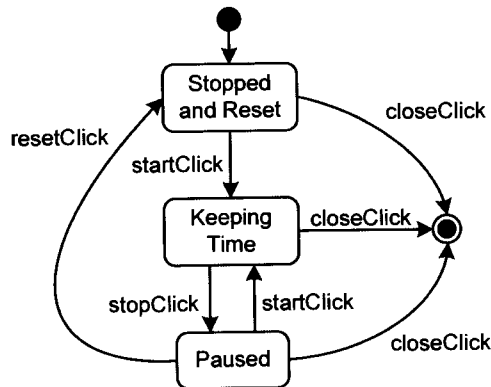 Stopped
and Reset
closeClick
resetClick
startClick
Keeping
Time
closeClick
stopClick
startClick
closeClick
Paused